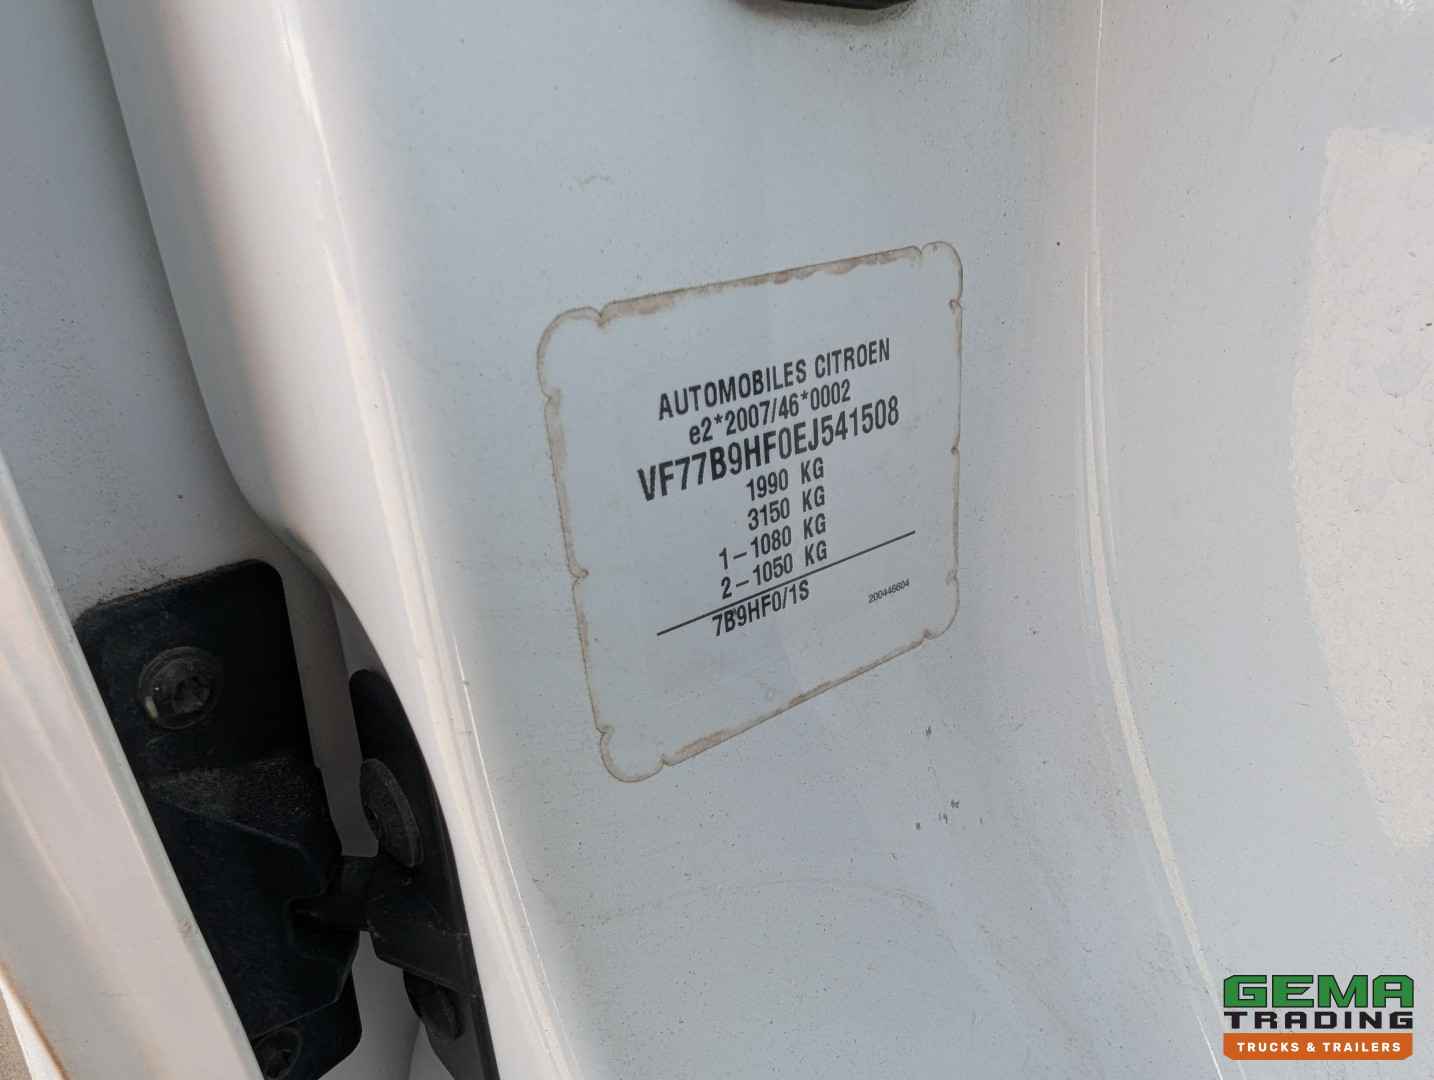 AUTOMOBILES CITROEN
e2*2007/46*0002
VF77B9HF0EJ541508
1990 KG
3150 KG
1-1080 KG
2-1050 KG
7B9HF0/1S
200446604
GEMA
TRADING
TRUCKS & TRAILERS